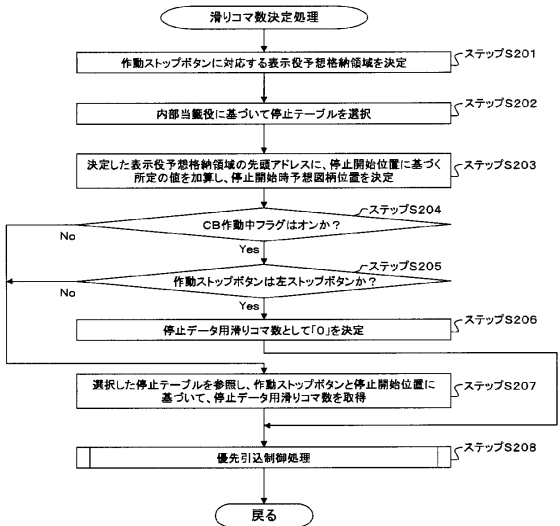 滑りコマ数決定処理
ステップS201
作動ストップボタンに対応する表示役予想格納領域を決定
ステップS202
内部当籤役に基づいて停止テーブルを選択
ステップS203
決定した表示役予想格納領域の先頭アドレスに、停止開始位置に基づく
所定の値を加算し、停止開始時予想図柄位置を決定
ステップS204
CB作動中フラグはオンか?
No
Yes
ステップS205
作動ストップボタンは左ストップボタンか?
No
Yes
ステップS206
停止データ用滑りコマ数として「0」を決定
ステップS207
選択した停止テーブルを参照し、作動ストップボタンと停止開始位置に
基づいて、停止データ用滑りコマ数を取得
ステップS208
優先引込制御処理
戻る